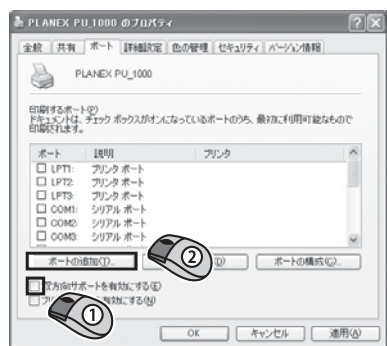 PLANEX PU_1000 のプロパティ
全般 共有 ポート 詳細設定 色の管理 セキュリティ バージョン情報
PLANEX PU_1000
印刷するポート(P)
ドキュメントは、チェック ボックスがオンになっているポートのうち、最初に利用可能なもので
印刷されます。
ポート 説明 プリンタ
LPT1: プリンタ ポート
LPT2: プリンタ ポート
LPT3: プリンタ ポート
COM1: シリアル ポート
COM2: シリアル ポート
COM3: シリアル ポート
ポートの追加(T)... ② (D) ポートの構成(C)...
双方向サポートを有効にする(E)
有効にする(N)
①
OK キャンセル 適用(A)